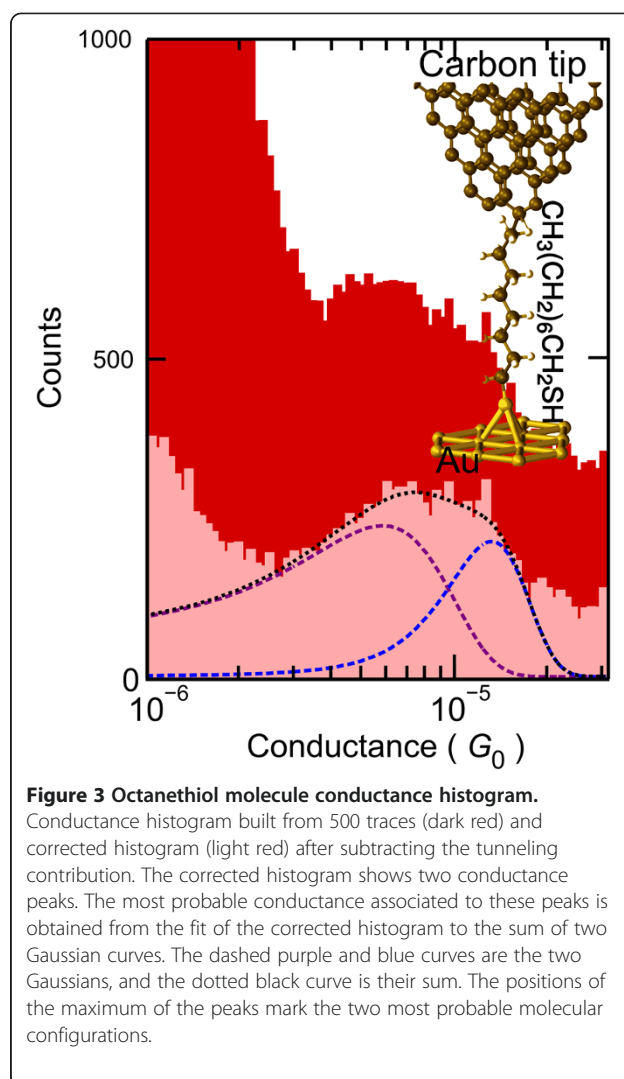 1000
Carbon tip
CH3(CH2)6CH2SH
Counts
500
Au
0
10^-6
10^-5
Conductance ( G0 )
Figure 3 Octanethiol molecule conductance histogram.
Conductance histogram built from 500 traces (dark red) and
corrected histogram (light red) after subtracting the tunneling
contribution. The corrected histogram shows two conductance
peaks. The most probable conductance associated to these peaks is
obtained from the fit of the corrected histogram to the sum of two
Gaussian curves. The dashed purple and blue curves are the two
Gaussians, and the dotted black curve is their sum. The positions of
the maximum of the peaks mark the two most probable molecular
configurations.